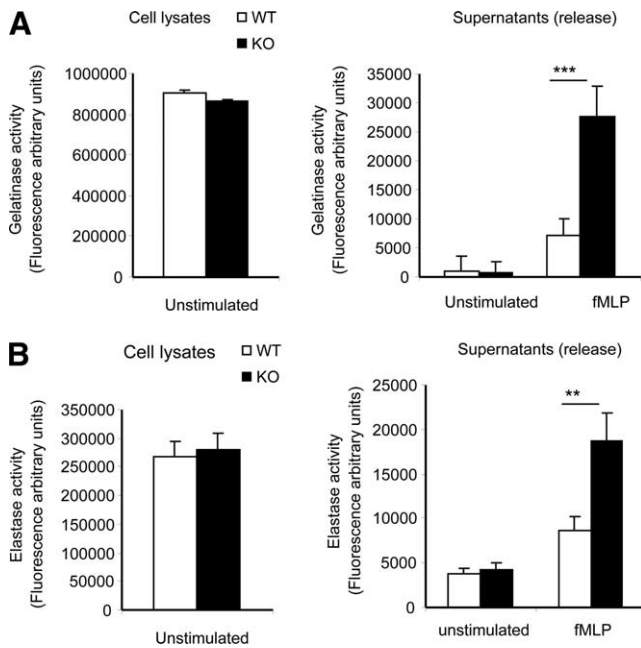 A
Cell lysates
WT
KO
Gelatinase activity
(Fluorescence arbitrary units)
1000000
800000
600000
400000
200000
0
Unstimulated
Supernatants (release)
***
Gelatinase activity
(Fluorescence arbitrary units)
35000
30000
25000
20000
15000
10000
5000
0
Unstimulated
fMLP
B
Cell lysates
WT
KO
Elastase activity
(Fluorescence arbitrary units)
350000
300000
250000
200000
150000
100000
50000
0
Unstimulated
Supernatants (release)
**
Elastase activity
(Fluorescence arbitrary units)
25000
20000
15000
10000
5000
0
unstimulated
fMLP